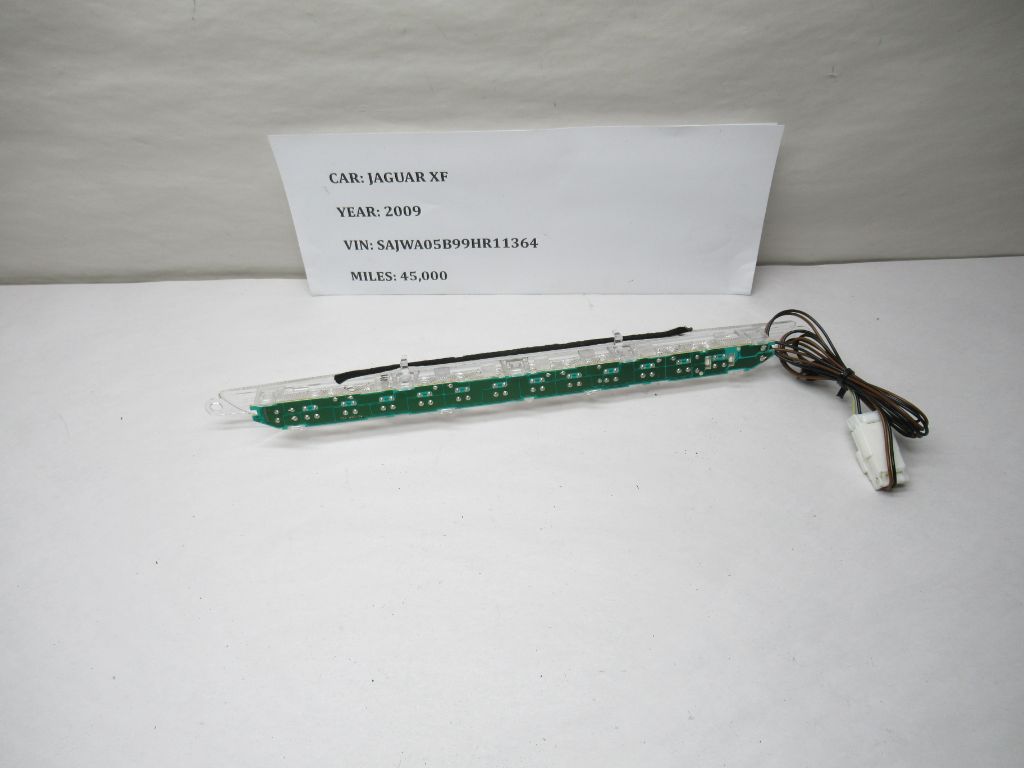 CAR: JAGUAR XF
YEAR: 2009
VIN: SAJWA05B99HR11364
MILES: 45,000